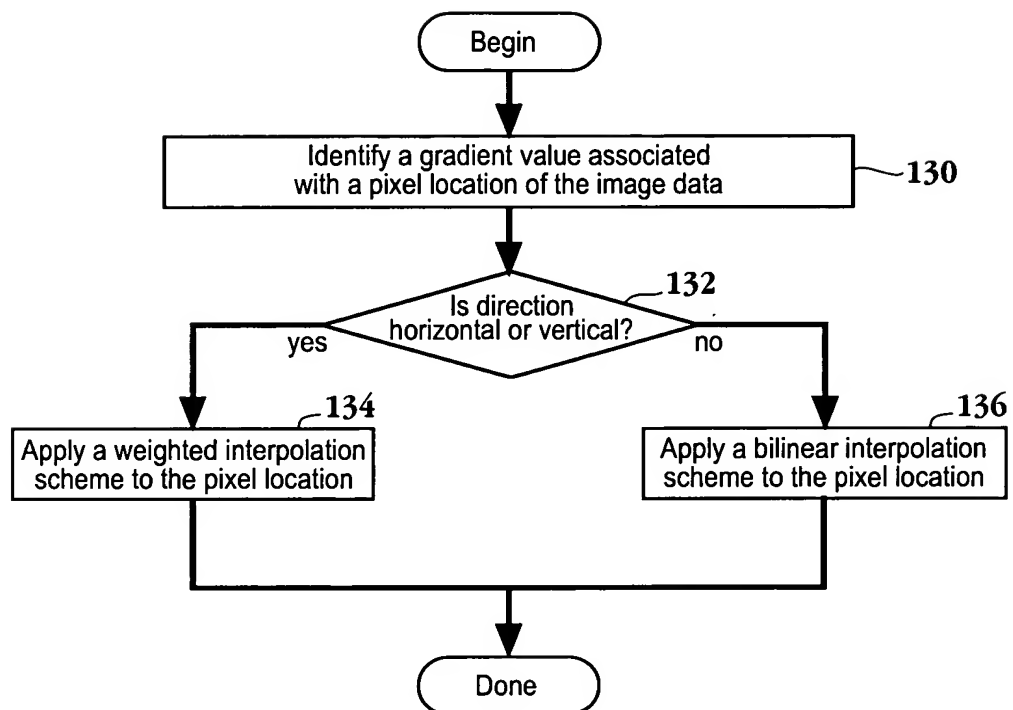 Begin
Identify a gradient value associated
with a pixel location of the image data
130
132
Is direction
horizontal or vertical?
yes
no
134
136
Apply a weighted interpolation
scheme to the pixel location
Apply a bilinear interpolation
scheme to the pixel location
Done